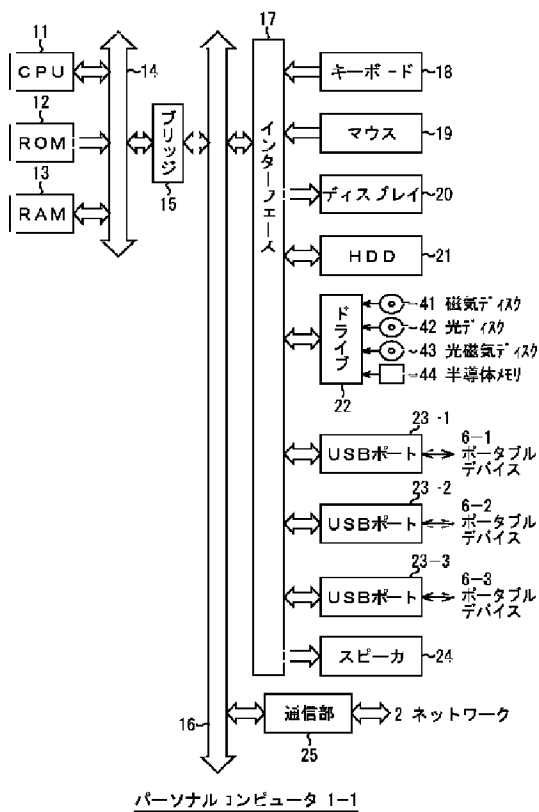 11
CPU
12
ROM
13
RAM
14
ブリッジ
15
16
17
インターフェース
キーボード 18
マウス 19
ディスプレイ 20
HDD 21
ドライブ
22
41 磁気ディスク
42 光ディスク
43 光磁気ディスク
44 半導体メモリ
23-1
USBポート
6-1
ポータブル
デバイス
23-2
USBポート
6-2
ポータブル
デバイス
23-3
USBポート
6-3
ポータブル
デバイス
スピーカ 24
通信部
25
2 ネットワーク
パーソナルコンピュータ 1-1